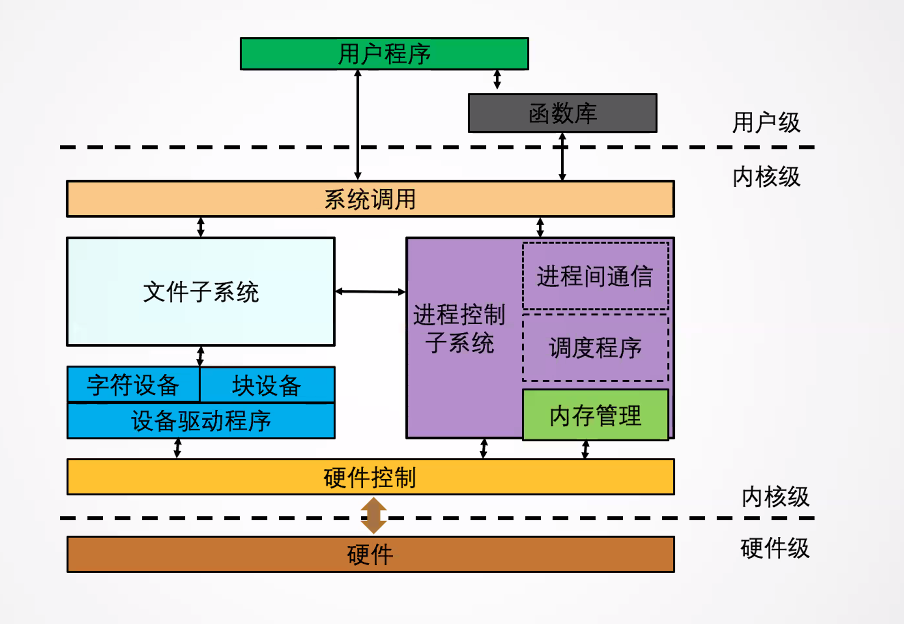 用户程序
函数库
用户级
内核级
系统调用
文件子系统
进程控制
子系统
进程间通信
调度程序
内存管理
字符设备
块设备
设备驱动程序
硬件控制
内核级
硬件级
硬件